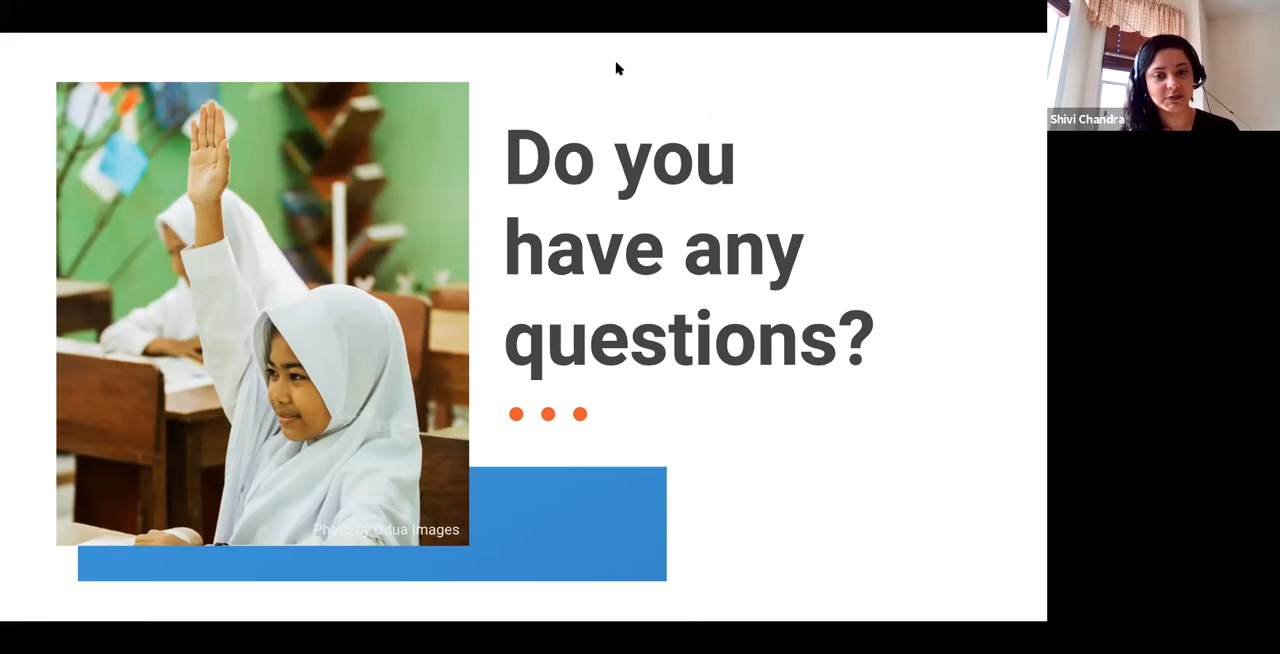 Do you
have any
questions?
Photo by Odua Images
Shivi Chandra